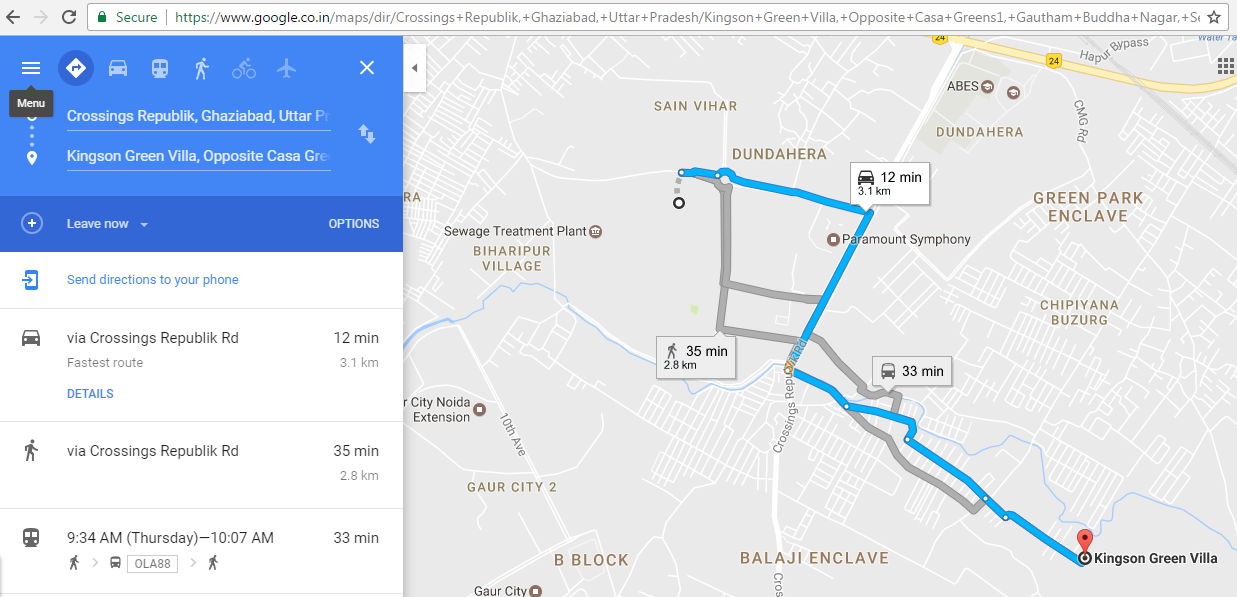 Secure
https://www.google.co.in/maps/dir/Crossings+Republik,+Ghaziabad,+Uttar+Pradesh/Kingson+Green+Villa,+Opposite+Casa+Greens1,+Gautham+Buddha+Nagar,+Se
Menu
Crossings Republik, Ghaziabad, Uttar Pr
Kingson Green Villa, Opposite Casa Gre
Leave now
OPTIONS
Send directions to your phone
via Crossings Republik Rd 12 min
Fastest route 3.1 km
DETAILS
via Crossings Republik Rd 35 min
2.8 km
9:34 AM (Thursday)—10:07 AM 33 min
OLA88
24
Water Ta
24
Hapur Bypass
ABES
CMG Rd
SAIN VIHAR
DUNDAHERA
DUNDAHERA
12 min
3.1 km
RA
GREEN PARK
ENCLAVE
Sewage Treatment Plant
Paramount Symphony
BIHARIPUR
VILLAGE
CHIPIYANA
BUZURG
35 min
2.8 km
33 min
r City Noida
Extension
Crossings Republik Rd
10th Ave
GAUR CITY 2
B BLOCK
BALAJI ENCLAVE
Kingson Green Villa
Gaur City
Cros